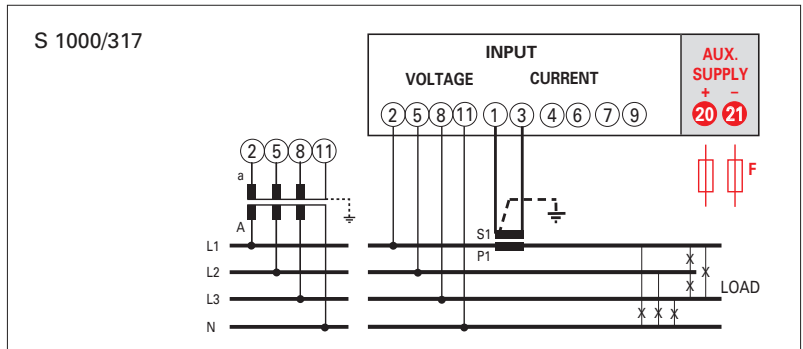 S 1000/317
INPUT
VOLTAGE CURRENT
2 5 8 11 1 3 4 6 7 9
AUX.
SUPPLY
+ –
20 21
F
2 5 8 11
a
A
S1
P1
L1
L2
L3
N
X
X
X
X X X
LOAD